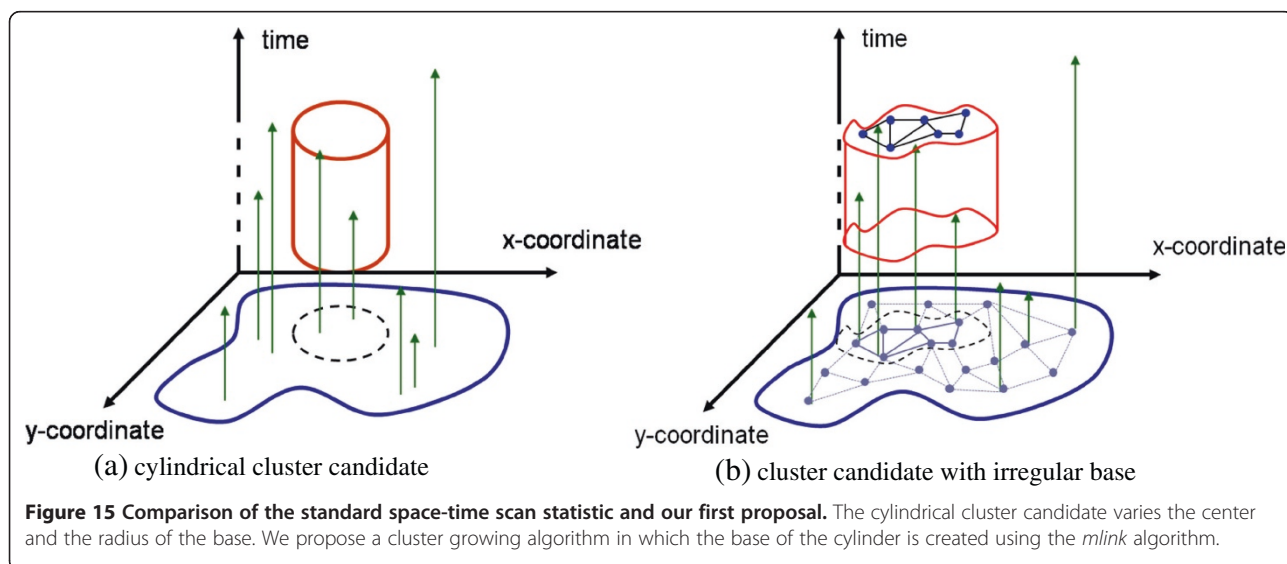 time
x-coordinate
y-coordinate
(a) cylindrical cluster candidate
time
x-coordinate
y-coordinate
(b) cluster candidate with irregular base
Figure 15 Comparison of the standard space-time scan statistic and our first proposal. The cylindrical cluster candidate varies the center
and the radius of the base. We propose a cluster growing algorithm in which the base of the cylinder is created using the mlink algorithm.